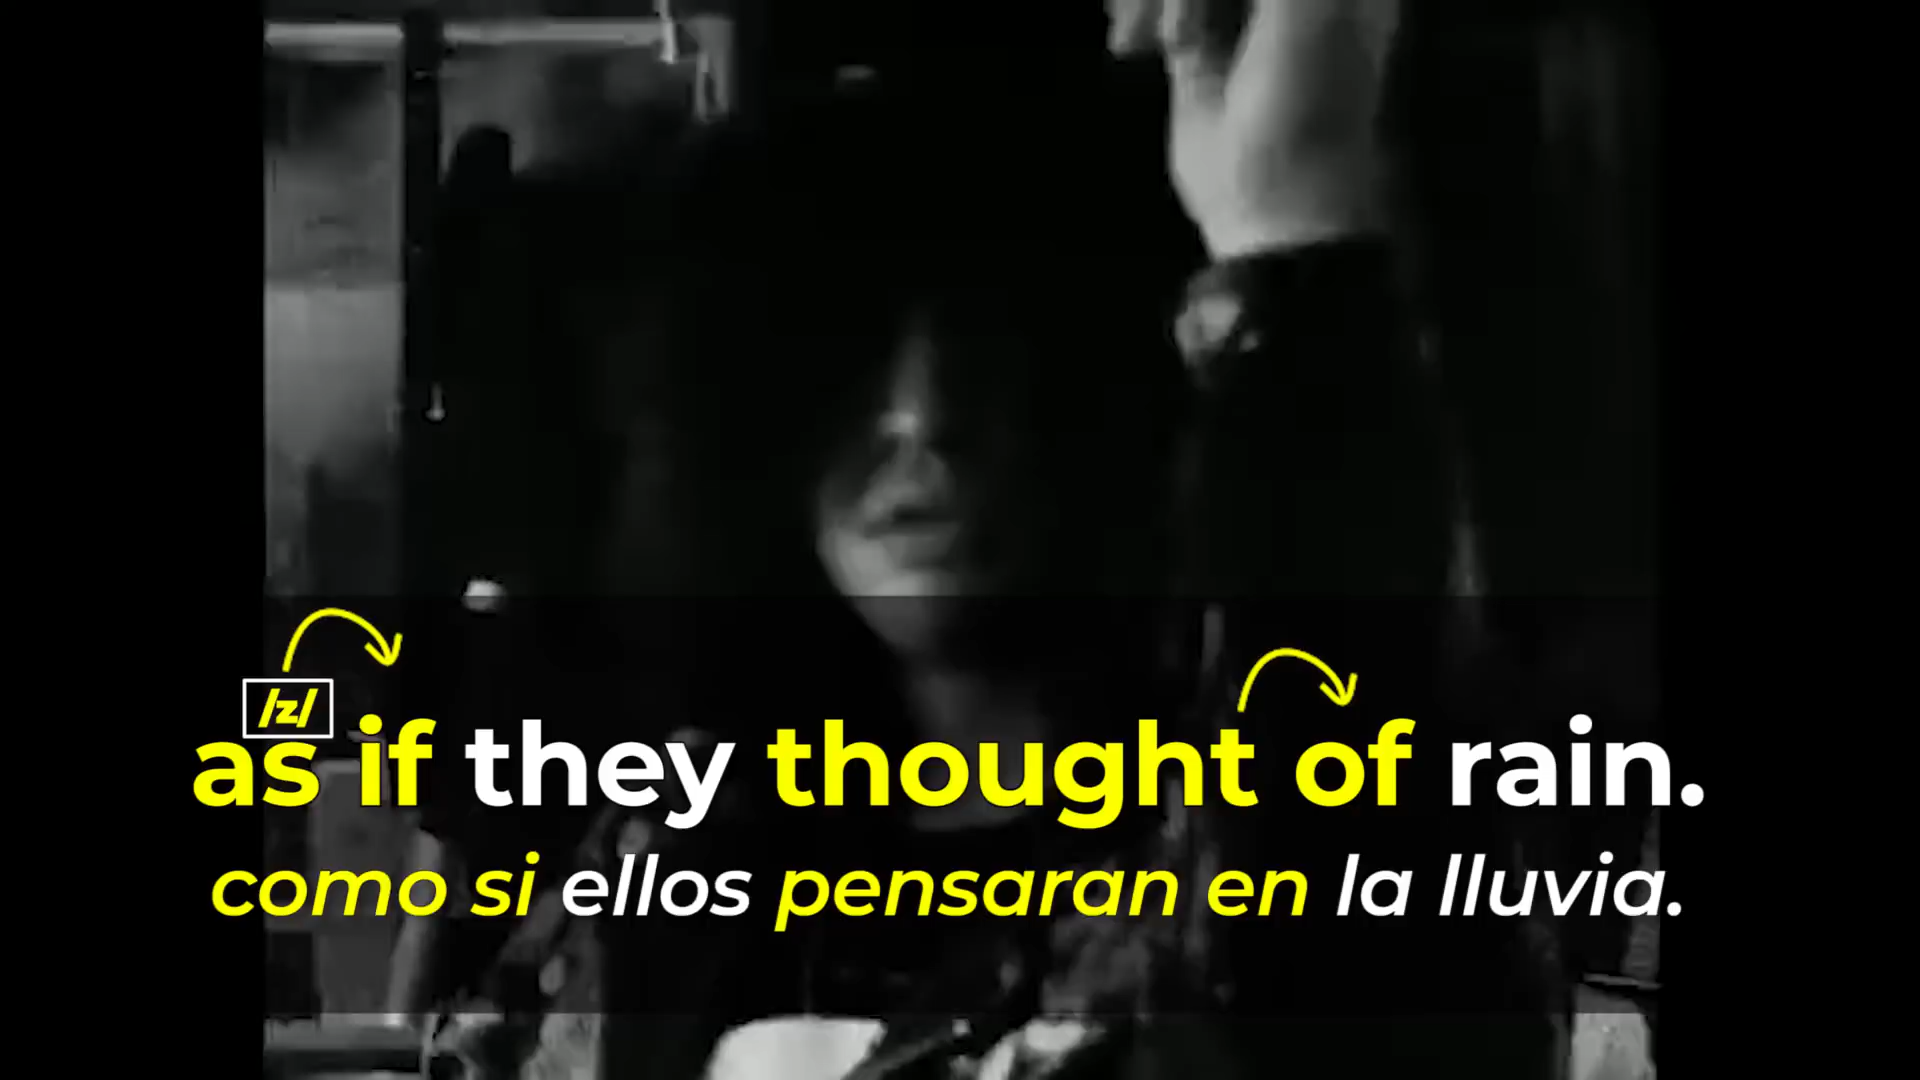 /z/
as if they thought of rain.
como si ellos pensaran en la lluvia.